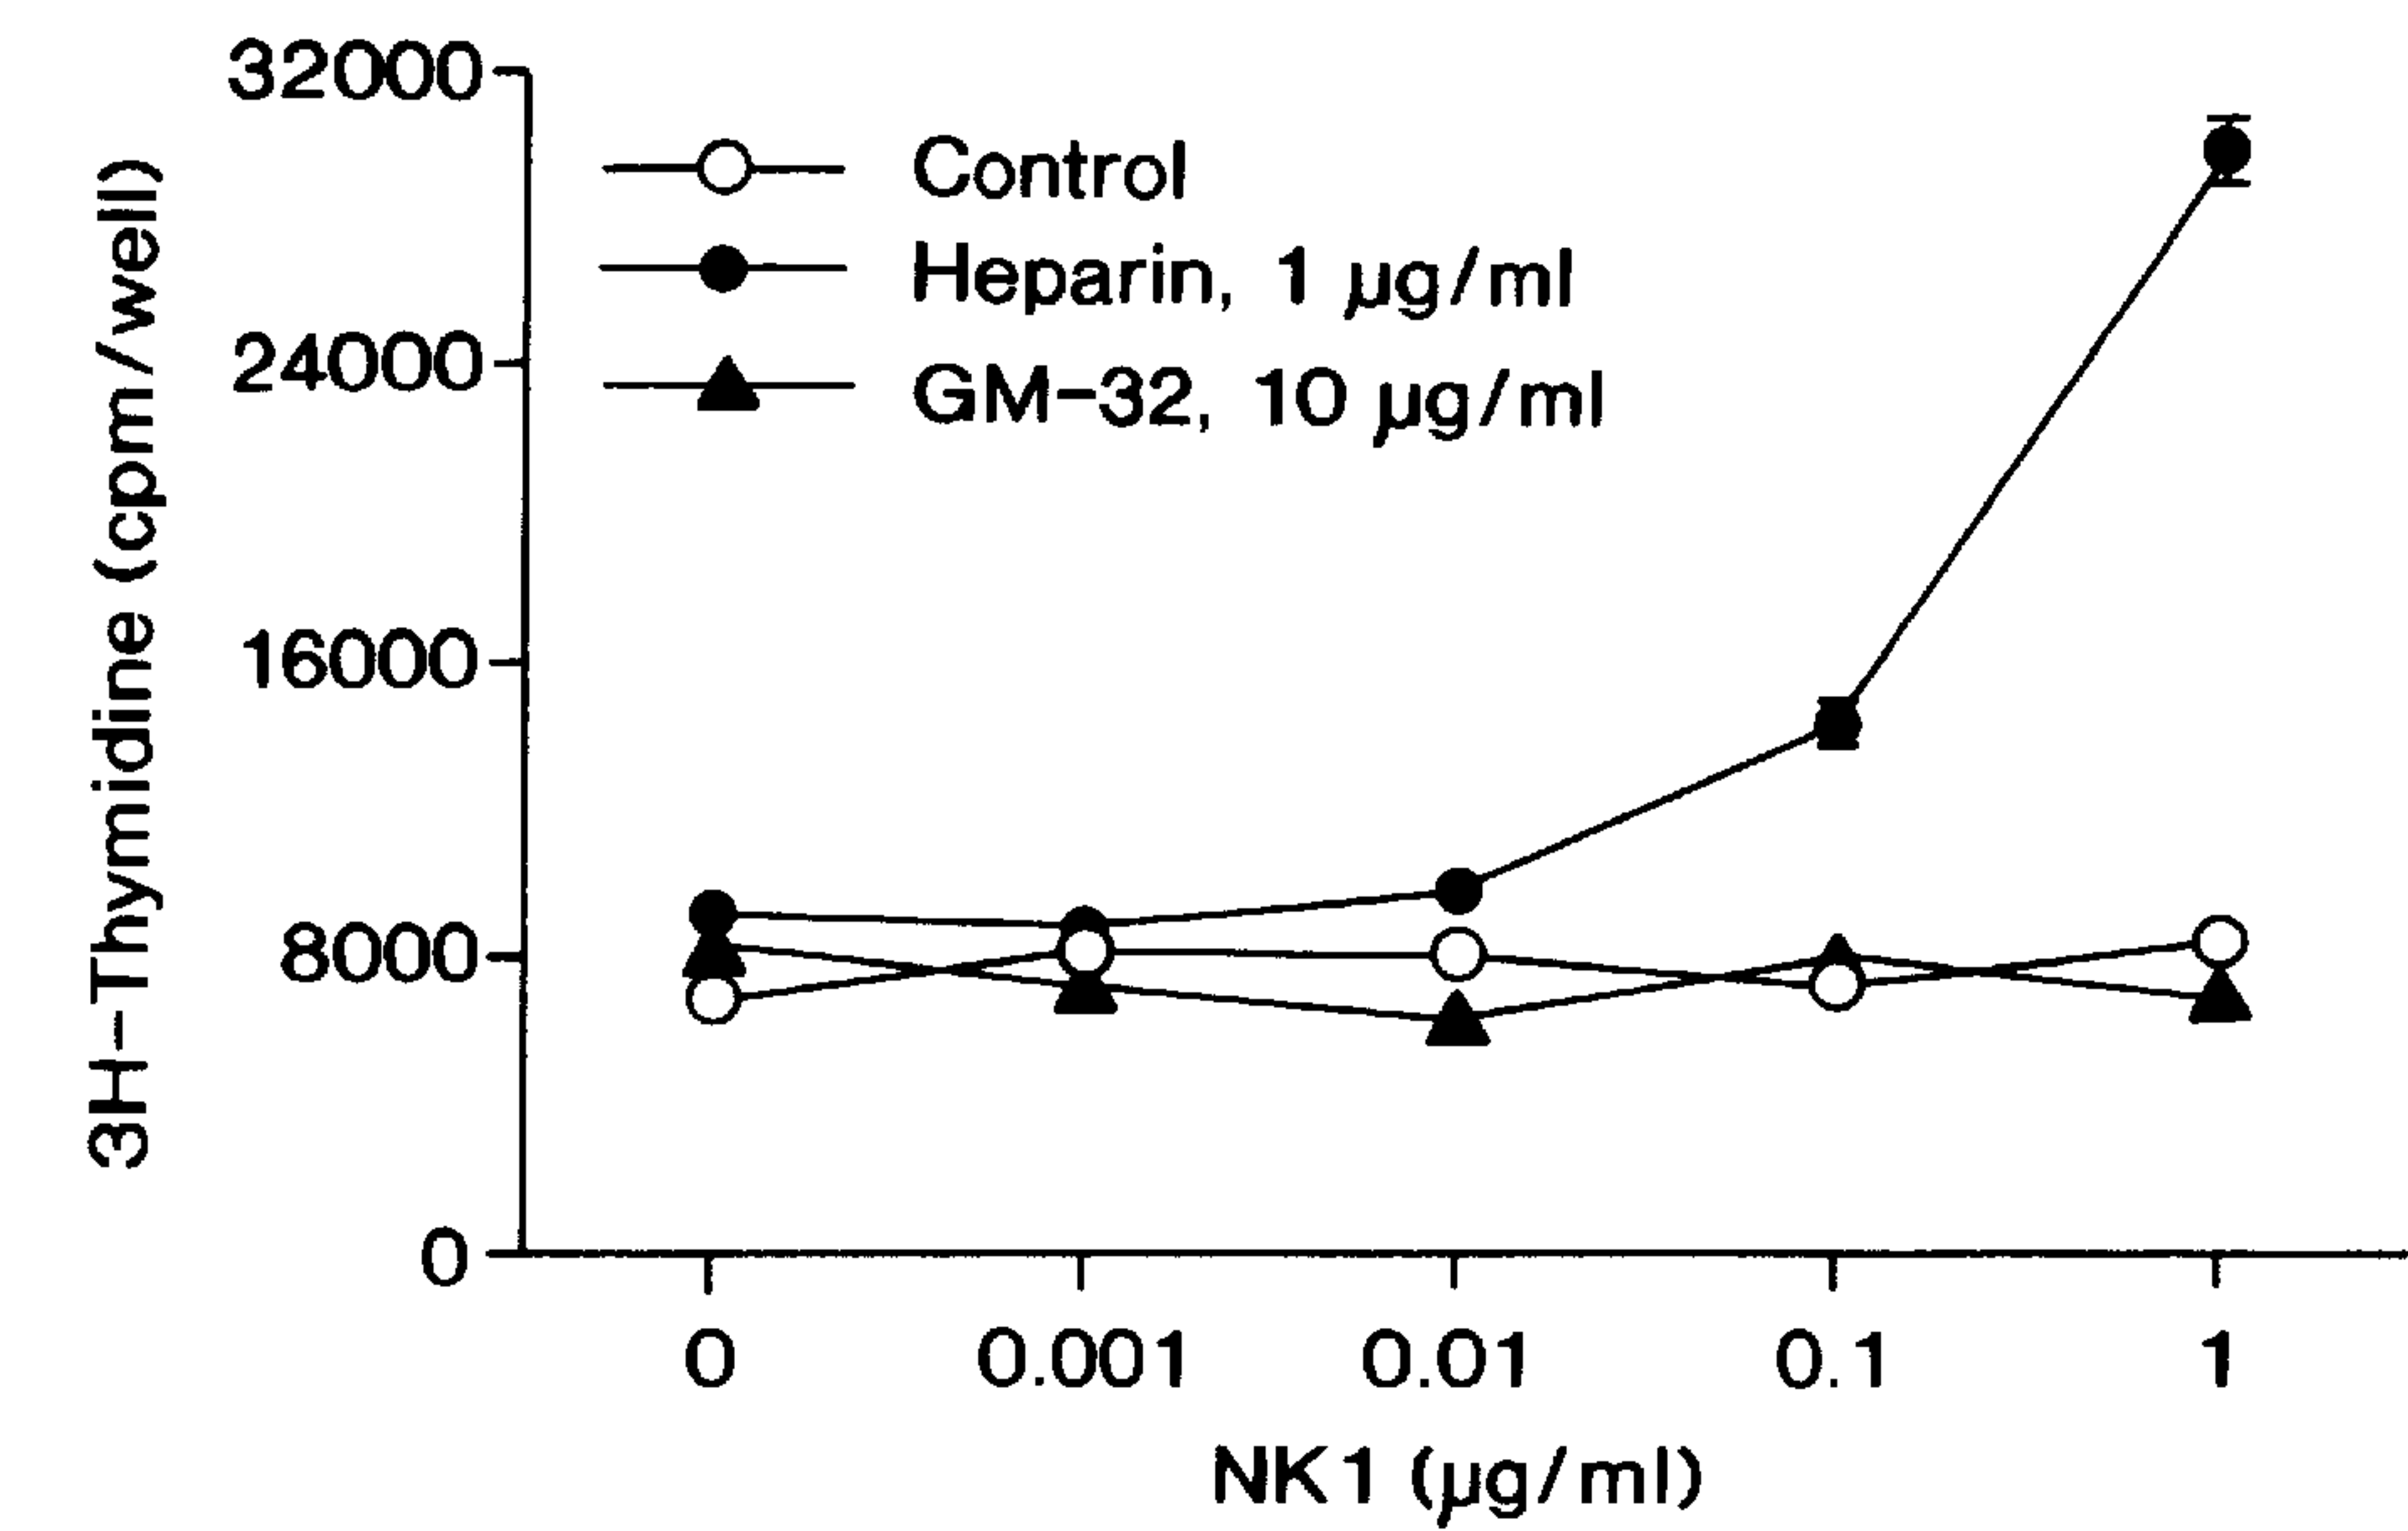 32000
24000
16000
8000
0
3H-Thymidine (cpm/well)
Control
Heparin, 1 µg/ml
GM-32, 10 µg/ml
0 0.001 0.01 0.1 1
NK1 (µg/ml)